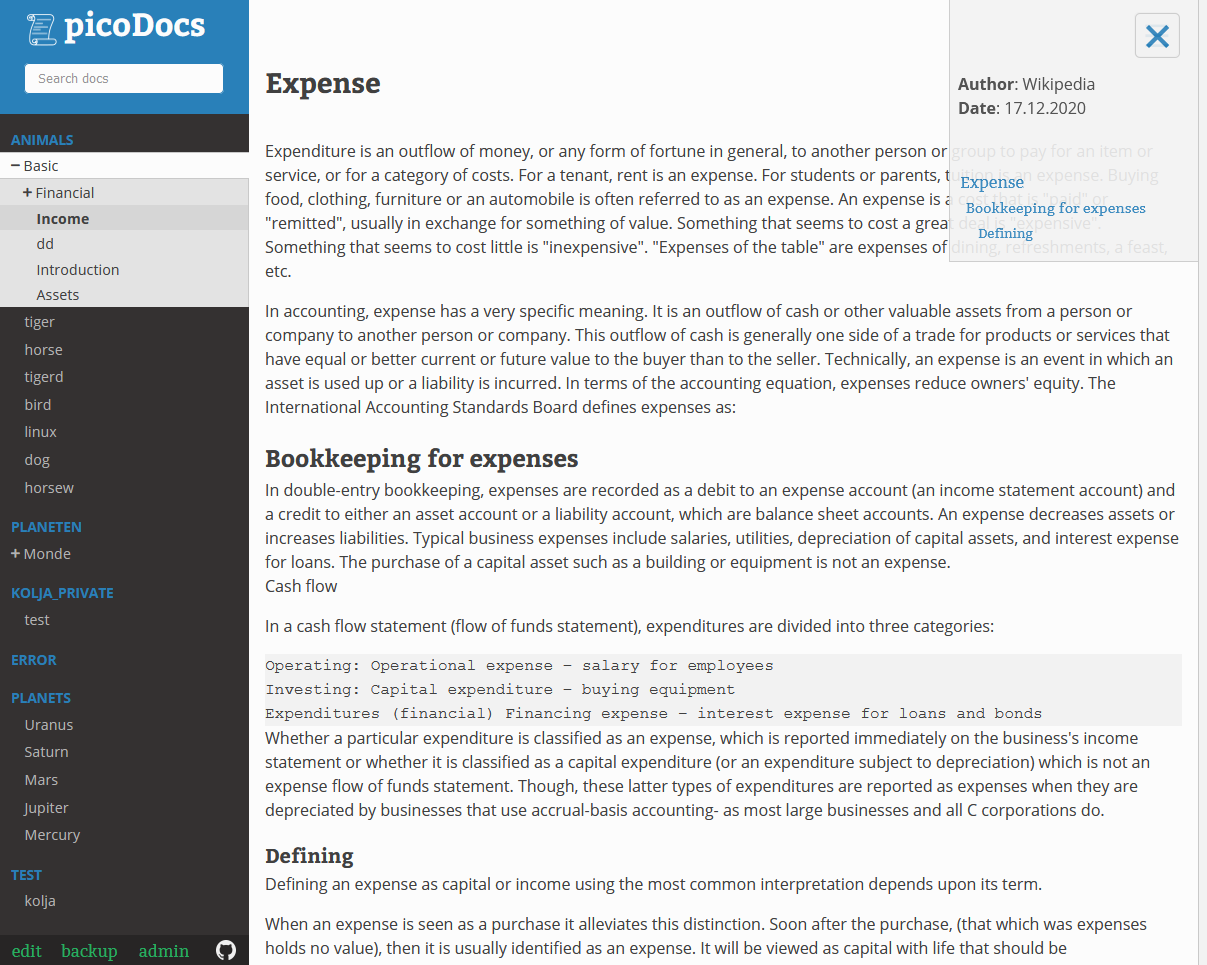 picoDocs
Search docs
ANIMALS
− Basic
+ Financial
Income
dd
Introduction
Assets
tiger
horse
tigerd
bird
linux
dog
horsew
PLANETEN
+ Monde
KOLJA_PRIVATE
test
ERROR
PLANETS
Uranus
Saturn
Mars
Jupiter
Mercury
TEST
kolja
edit backup admin
Expense
Expenditure is an outflow of money, or any form of fortune in general, to another person or group to pay for an item or
service, or for a category of costs. For a tenant, rent is an expense. For students or parents, tuition is an expense. Buying
food, clothing, furniture or an automobile is often referred to as an expense. An expense is a cost that is "paid" or
"remitted", usually in exchange for something of value. Something that seems to cost a great deal is "expensive".
Something that seems to cost little is "inexpensive". "Expenses of the table" are expenses of dining, refreshments, a feast,
etc.
In accounting, expense has a very specific meaning. It is an outflow of cash or other valuable assets from a person or
company to another person or company. This outflow of cash is generally one side of a trade for products or services that
have equal or better current or future value to the buyer than to the seller. Technically, an expense is an event in which an
asset is used up or a liability is incurred. In terms of the accounting equation, expenses reduce owners' equity. The
International Accounting Standards Board defines expenses as:
Bookkeeping for expenses
In double-entry bookkeeping, expenses are recorded as a debit to an expense account (an income statement account) and
a credit to either an asset account or a liability account, which are balance sheet accounts. An expense decreases assets or
increases liabilities. Typical business expenses include salaries, utilities, depreciation of capital assets, and interest expense
for loans. The purchase of a capital asset such as a building or equipment is not an expense.
Cash flow
In a cash flow statement (flow of funds statement), expenditures are divided into three categories:
Operating: Operational expense – salary for employees
Investing: Capital expenditure – buying equipment
Expenditures (financial) Financing expense – interest expense for loans and bonds
Whether a particular expenditure is classified as an expense, which is reported immediately on the business's income
statement or whether it is classified as a capital expenditure (or an expenditure subject to depreciation) which is not an
expense flow of funds statement. Though, these latter types of expenditures are reported as expenses when they are
depreciated by businesses that use accrual-basis accounting- as most large businesses and all C corporations do.
Defining
Defining an expense as capital or income using the most common interpretation depends upon its term.
When an expense is seen as a purchase it alleviates this distinction. Soon after the purchase, (that which was expenses
holds no value), then it is usually identified as an expense. It will be viewed as capital with life that should be
Author: Wikipedia
Date: 17.12.2020
Expense
Bookkeeping for expenses
Defining